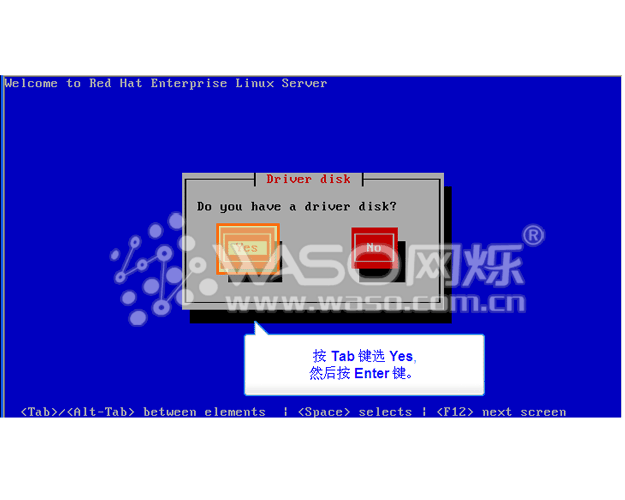 Welcome to Red Hat Enterprise Linux Server
Driver disk
Do you have a driver disk?
Yes No
WASO网烁®
www.waso.com.cn
按 Tab 键选 Yes,
然后按 Enter 键。
<Tab>/<Alt-Tab> between elements | <Space> selects | <F12> next screen